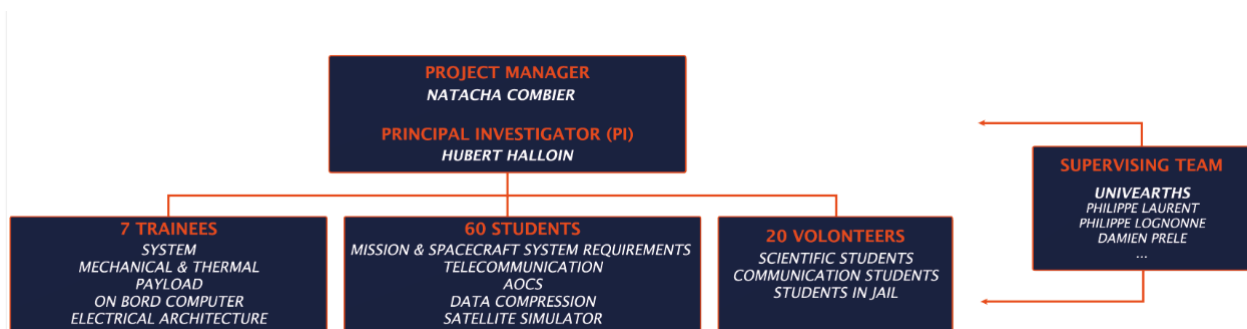 PROJECT MANAGER
NATACHA COMBIER
PRINCIPAL INVESTIGATOR (PI)
HUBERT HALLOIN
7 TRAINEES
SYSTEM
MECHANICAL & THERMAL
PAYLOAD
ON BORD COMPUTER
ELECTRICAL ARCHITECTURE
60 STUDENTS
MISSION & SPACECRAFT SYSTEM REQUIREMENTS
TELECOMMUNICATION
AOCS
DATA COMPRESSION
SATELLITE SIMULATOR
20 VOLONTEERS
SCIENTIFIC STUDENTS
COMMUNICATION STUDENTS
STUDENTS IN JAIL
SUPERVISING TEAM
UNIVEARTHS
PHILIPPE LAURENT
PHILIPPE LOGNONNE
DAMIEN PRELE
...